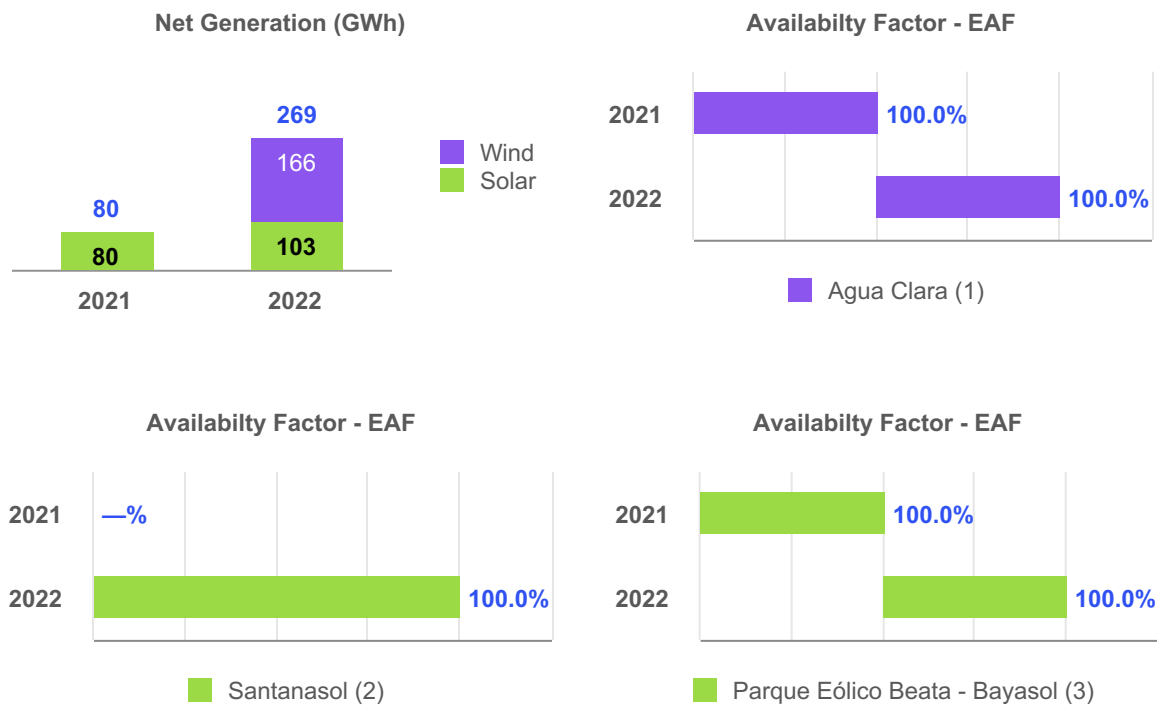 Net Generation (GWh)
269
166
80
80
103
2021
2022
Wind
Solar
Availabilty Factor - EAF
2021
100.0%
2022
100.0%
Agua Clara (1)
Availabilty Factor - EAF
2021
—%
2022
100.0%
Santanasol (2)
Availabilty Factor - EAF
2021
100.0%
2022
100.0%
Parque Eólico Beata - Bayasol (3)